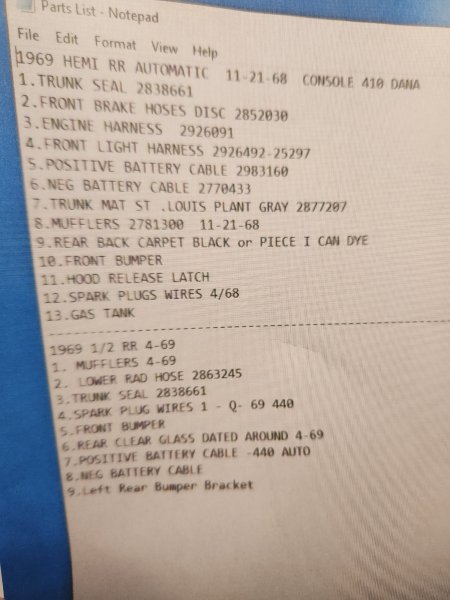 Parts List - Notepad
File Edit Format View Help
1969 HEMI RR AUTOMATIC 11-21-68 CONSOLE 410 DANA
1.TRUNK SEAL 2838661
2.FRONT BRAKE HOSES DISC 2852030
3.ENGINE HARNESS 2926091
4.FRONT LIGHT HARNESS 2926492-25297
5.POSITIVE BATTERY CABLE 2983160
6.NEG BATTERY CABLE 2770433
7.TRUNK MAT ST .LOUIS PLANT GRAY 2877207
8.MUFFLERS 2781300 11-21-68
9.REAR BACK CARPET BLACK or PIECE I CAN DYE
10.FRONT BUMPER
11.HOOD RELEASE LATCH
12.SPARK PLUGS WIRES 4/68
13.GAS TANK
--------------------------------------------------
1969 1/2 RR 4-69
1. MUFFLERS 4-69
2. LOWER RAD HOSE 2863245
3.TRUNK SEAL 2838661
4.SPARK PLUG WIRES 1 - Q- 69 440
5.FRONT BUMPER
6.REAR CLEAR GLASS DATED AROUND 4-69
7.POSITIVE BATTERY CABLE -440 AUTO
8.NEG BATTERY CABLE
9.Left Rear Bumper Bracket